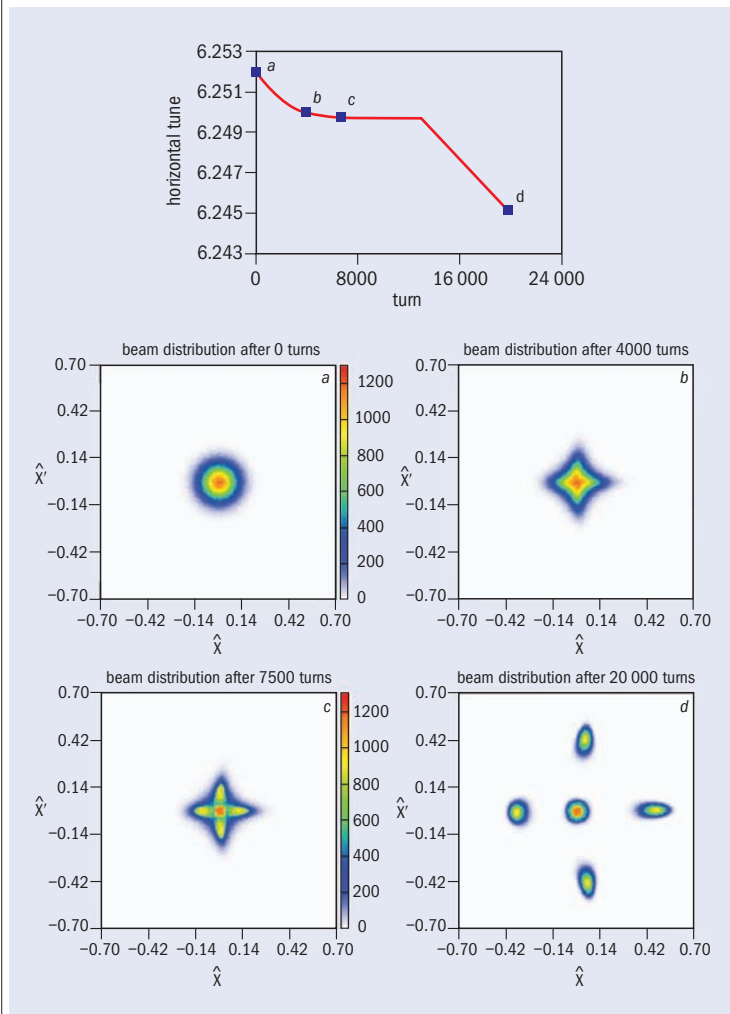 6.253
6.251
6.249
6.247
6.245
6.243
horizontal tune
a
b
c
d
0 8000 16 000 24 000
turn
beam distribution after 0 turns
a
0.70
0.42
0.14
−0.14
−0.42
−0.70
X̂′
−0.70 −0.42 −0.14 0.14 0.42 0.70
X̂
1200
1000
800
600
400
200
0
beam distribution after 4000 turns
b
0.70
0.42
0.14
−0.14
−0.42
−0.70
X̂′
−0.70 −0.42 −0.14 0.14 0.42 0.70
X̂
beam distribution after 7500 turns
c
0.70
0.42
0.14
−0.14
−0.42
−0.70
X̂′
−0.70 −0.42 −0.14 0.14 0.42 0.70
X̂
1200
1000
800
600
400
200
0
beam distribution after 20 000 turns
d
0.70
0.42
0.14
−0.14
−0.42
−0.70
X̂′
−0.70 −0.42 −0.14 0.14 0.42 0.70
X̂